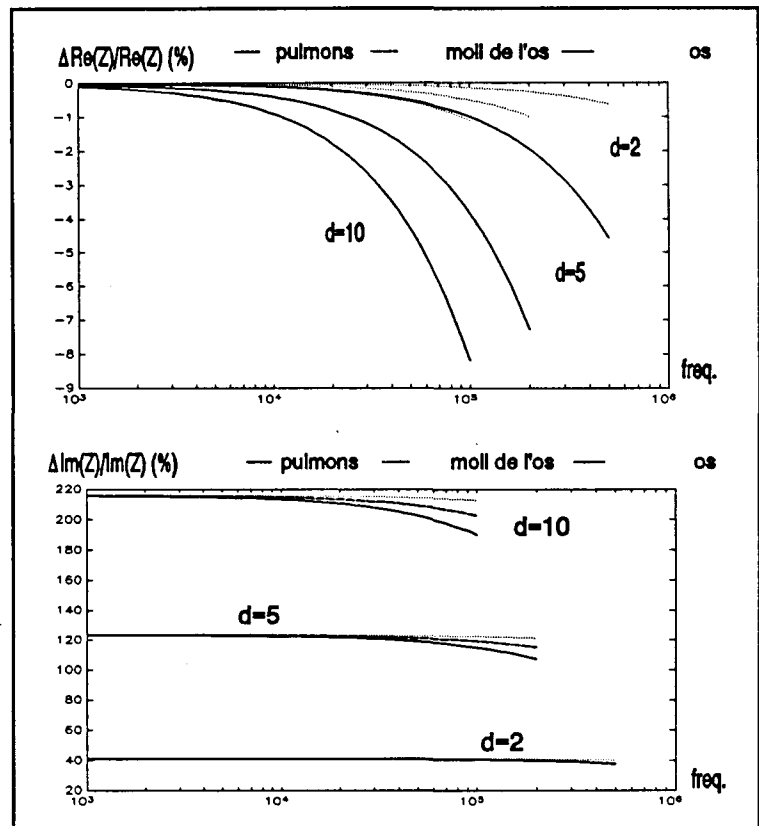 ΔRe(Z)/Re(Z) (%) — pulmons — moll de l'os — os
0
-1
-2
-3
-4
-5
-6
-7
-8
-9
d=2
d=10
d=5
freq.
10³ 10⁴ 10⁵ 10⁶
ΔIm(Z)/Im(Z) (%) — pulmons — moll de l'os — os
220
200
180
160
140
120
100
80
60
40
20
d=10
d=5
d=2
freq.
10³ 10⁴ 10⁵ 10⁶